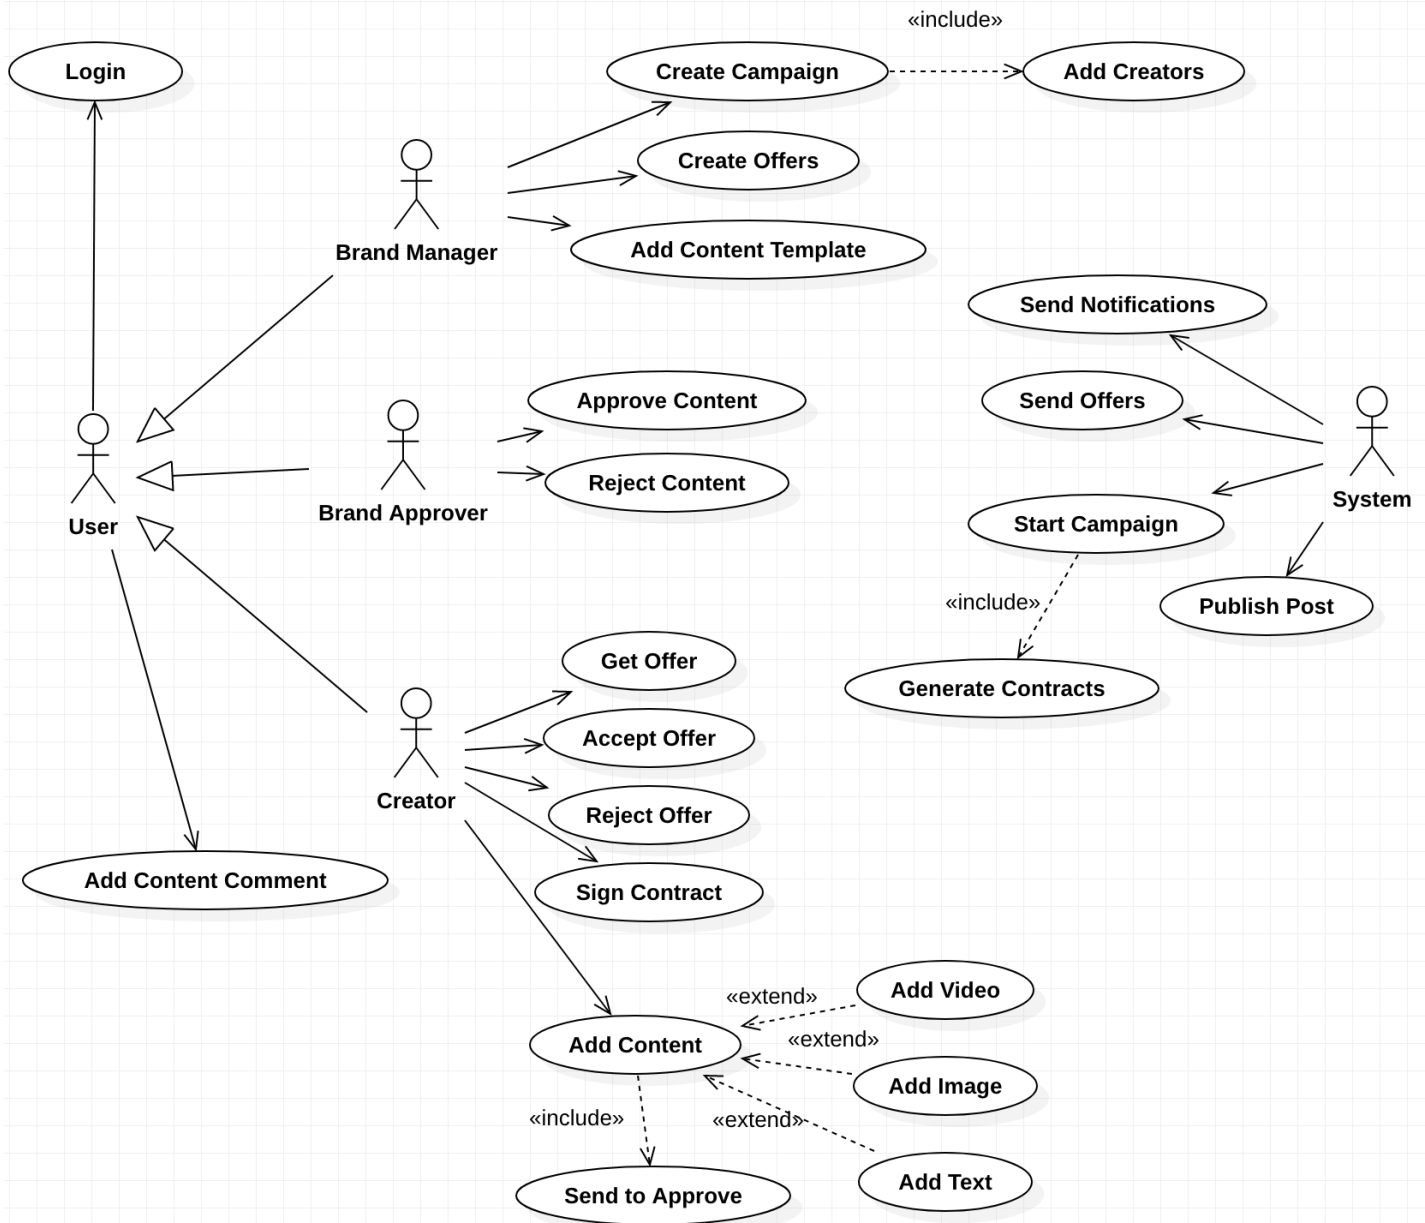 «include»
Login
Create Campaign
Add Creators
Create Offers
Brand Manager
Add Content Template
Send Notifications
Approve Content
Send Offers
Reject Content
System
Brand Approver
User
Start Campaign
«include»
Publish Post
Get Offer
Generate Contracts
Accept Offer
Creator
Reject Offer
Add Content Comment
Sign Contract
«extend»
Add Video
«extend»
Add Content
Add Image
«include»
«extend»
Add Text
Send to Approve